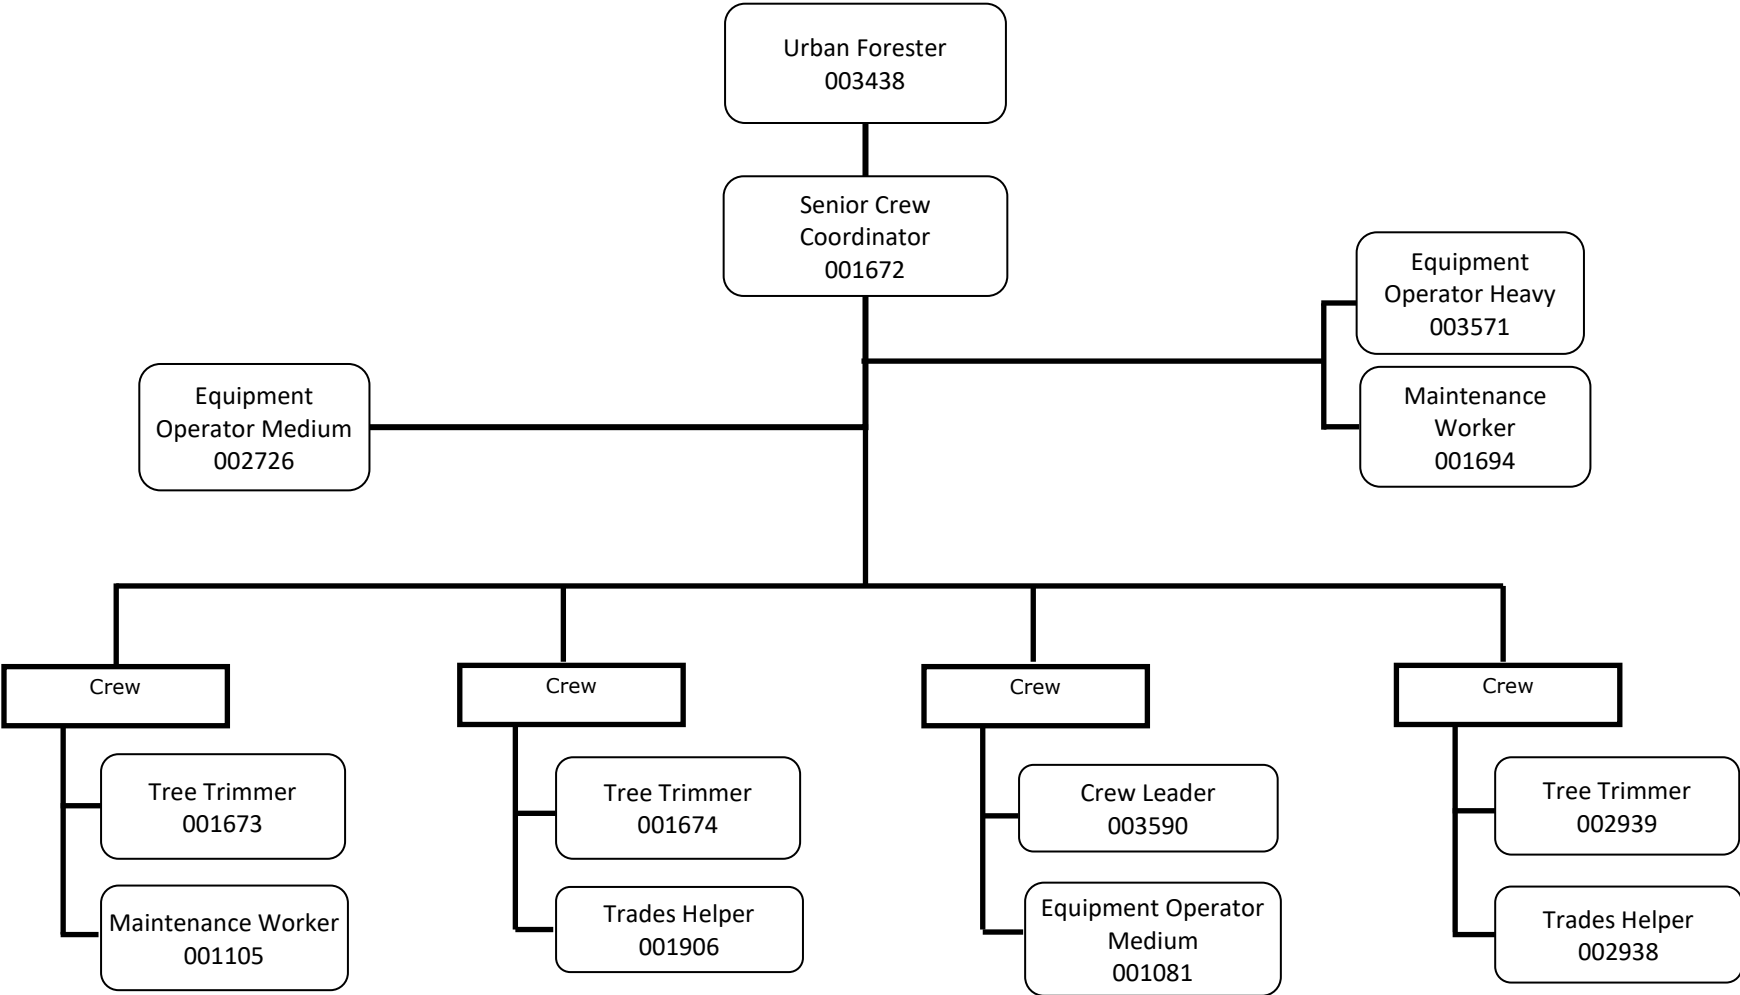 Urban Forester
003438
Senior Crew
Coordinator
001672
Equipment
Operator Heavy
003571
Equipment
Operator Medium
002726
Maintenance
Worker
001694
Crew
Crew
Crew
Crew
Tree Trimmer
001673
Tree Trimmer
001674
Crew Leader
003590
Tree Trimmer
002939
Maintenance Worker
001105
Trades Helper
001906
Equipment Operator
Medium
001081
Trades Helper
002938